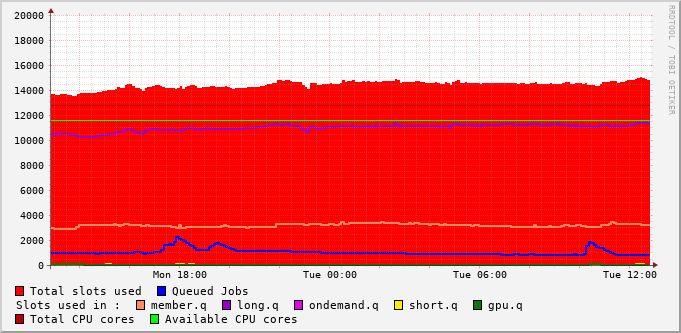 20000
18000
16000
14000
12000
10000
8000
6000
4000
2000
0
Mon 18:00 Tue 00:00 Tue 06:00 Tue 12:00
RRDTOOL / TOBI OETIKER
Total slots used Queued Jobs
Slots used in : member.q long.q ondemand.q short.q gpu.q
Total CPU cores Available CPU cores